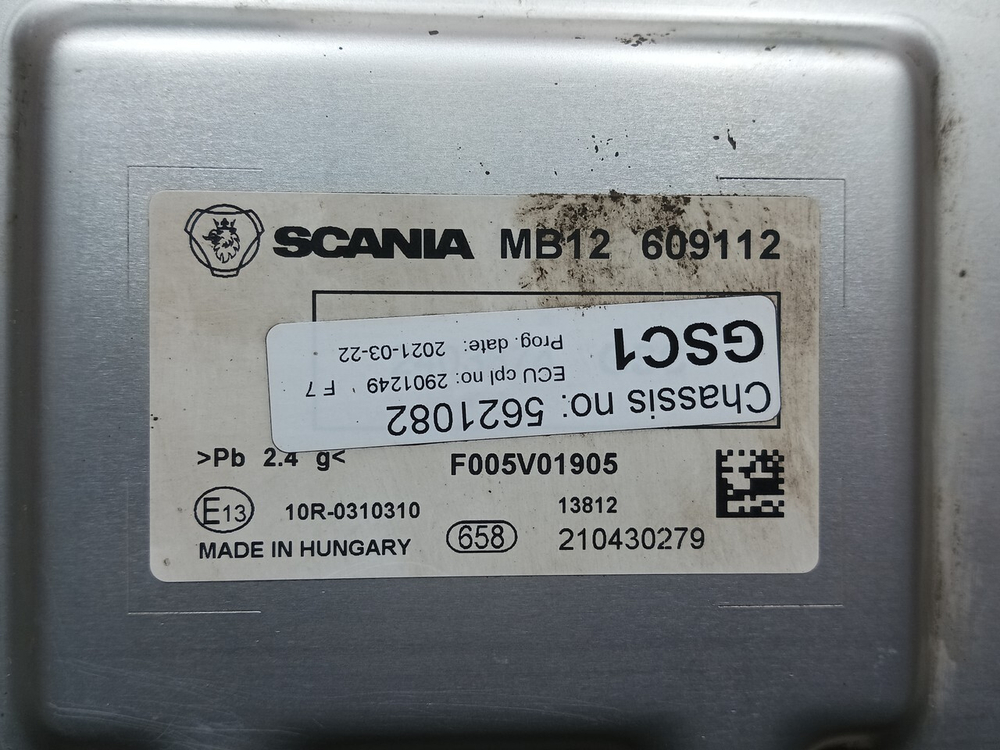 SCANIA MB12 609112
Chassis no: 5621082
ECU cpl no: 2901249 ' F 7
GSC1
Prog. date: 2021-03-22
>Pb 2.4 g<
F005V01905
E13 10R-0310310
13812
MADE IN HUNGARY
658
210430279